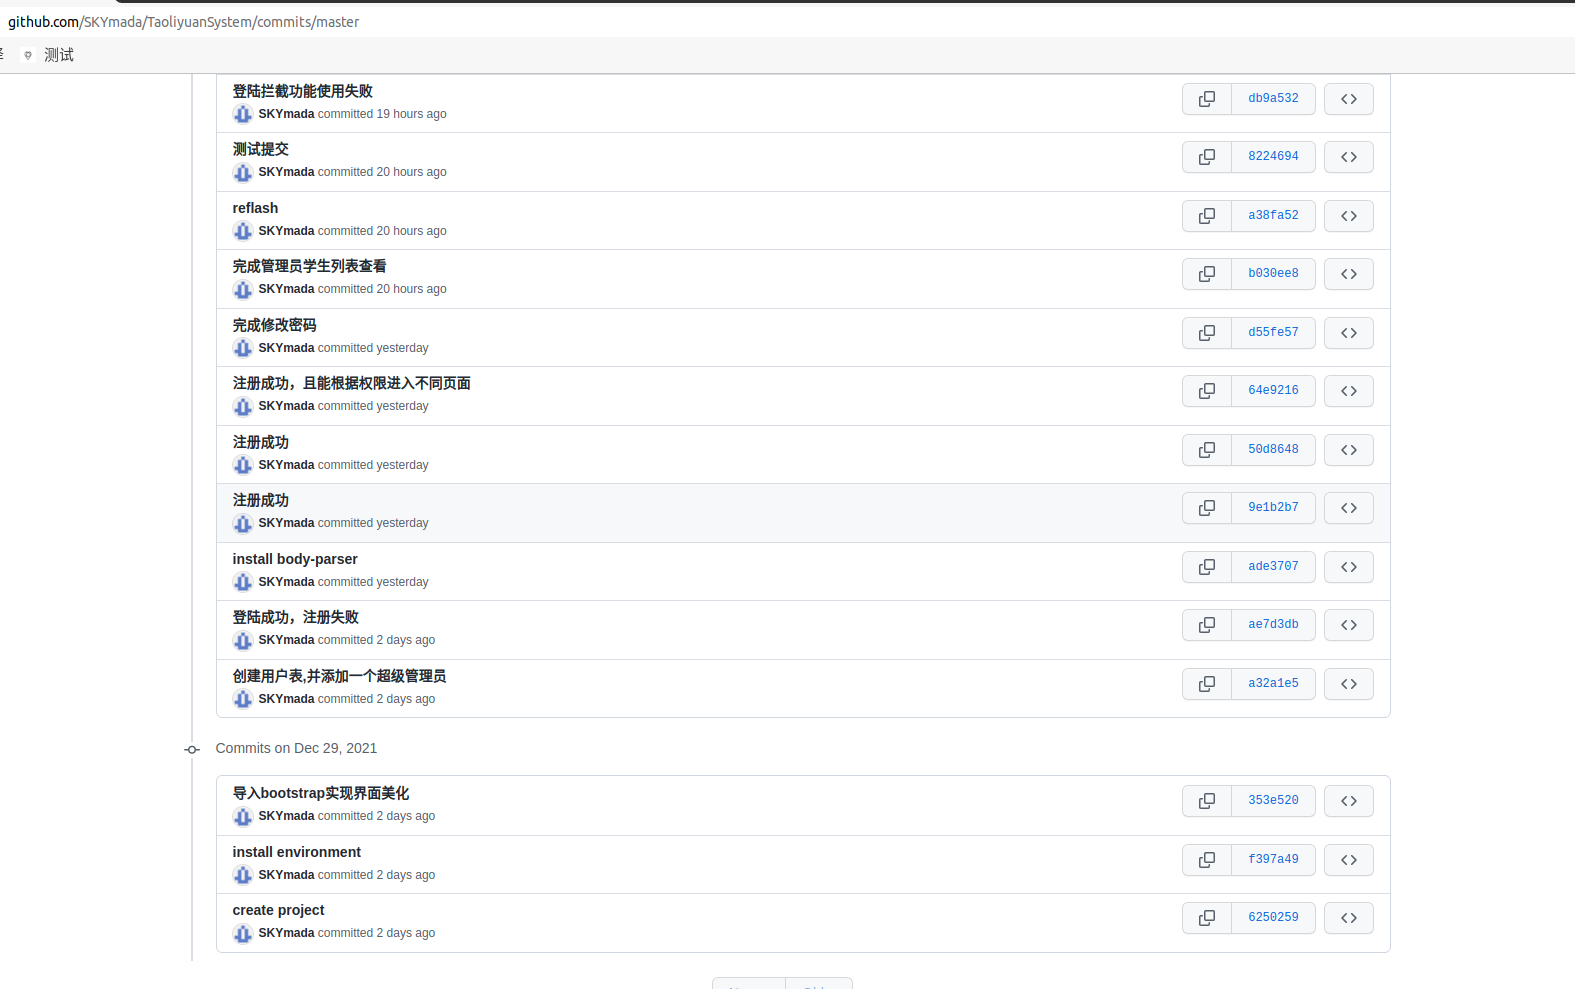 github.com/SKYmada/TaoliyuanSystem/commits/master
测试
登陆拦截功能使用失败
db9a532
SKYmada committed 19 hours ago
测试提交
8224694
SKYmada committed 20 hours ago
reflash
a38fa52
SKYmada committed 20 hours ago
完成管理员学生列表查看
b030ee8
SKYmada committed 20 hours ago
完成修改密码
d55fe57
SKYmada committed yesterday
注册成功，且能根据权限进入不同页面
64e9216
SKYmada committed yesterday
注册成功
50d8648
SKYmada committed yesterday
注册成功
9e1b2b7
SKYmada committed yesterday
install body-parser
ade3707
SKYmada committed yesterday
登陆成功，注册失败
ae7d3db
SKYmada committed 2 days ago
创建用户表,并添加一个超级管理员
a32a1e5
SKYmada committed 2 days ago
Commits on Dec 29, 2021
导入bootstrap实现界面美化
353e520
SKYmada committed 2 days ago
install environment
f397a49
SKYmada committed 2 days ago
create project
6250259
SKYmada committed 2 days ago